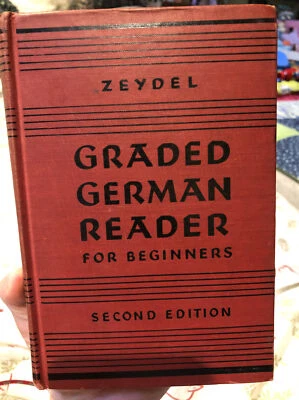 ZEYDEL
GRADED
GERMAN
READER
FOR BEGINNERS
SECOND EDITION